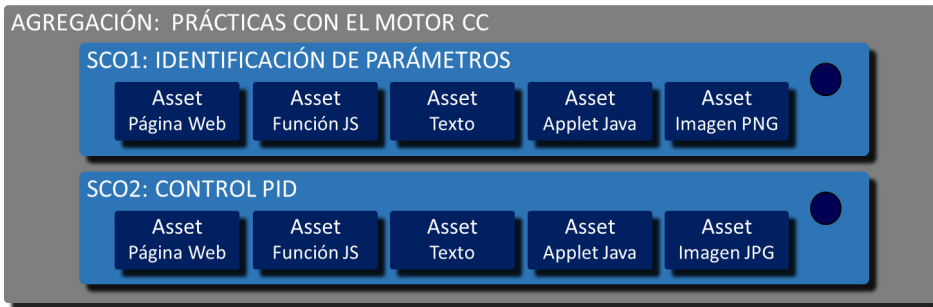 AGREGACIÓN: PRÁCTICAS CON EL MOTOR CC
SCO1: IDENTIFICACIÓN DE PARÁMETROS
Asset
Página Web
Asset
Función JS
Asset
Texto
Asset
Applet Java
Asset
Imagen PNG
SCO2: CONTROL PID
Asset
Página Web
Asset
Función JS
Asset
Texto
Asset
Applet Java
Asset
Imagen JPG